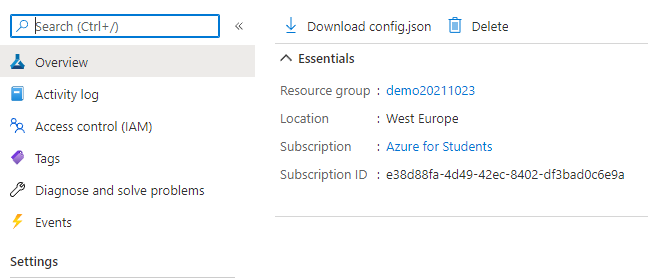 Search (Ctrl+/)
«
Overview
Activity log
Access control (IAM)
Tags
Diagnose and solve problems
Events
Settings
Download config.json Delete
Essentials
Resource group : demo20211023
Location : West Europe
Subscription : Azure for Students
Subscription ID : e38d88fa-4d49-42ec-8402-df3bad0c6e9a